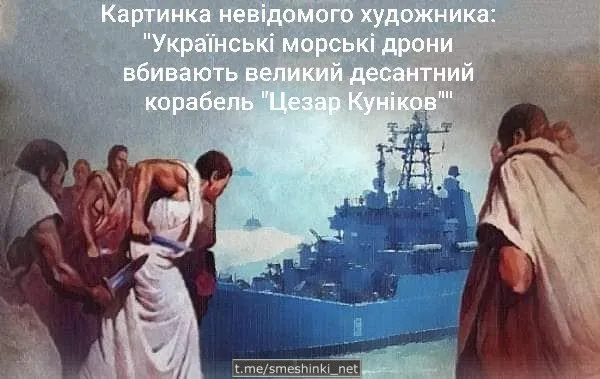 Картинка невідомого художника:
"Українські морські дрони
вбивають великий десантний
корабель "Цезар Куніков""
t.me/smeshinki_net